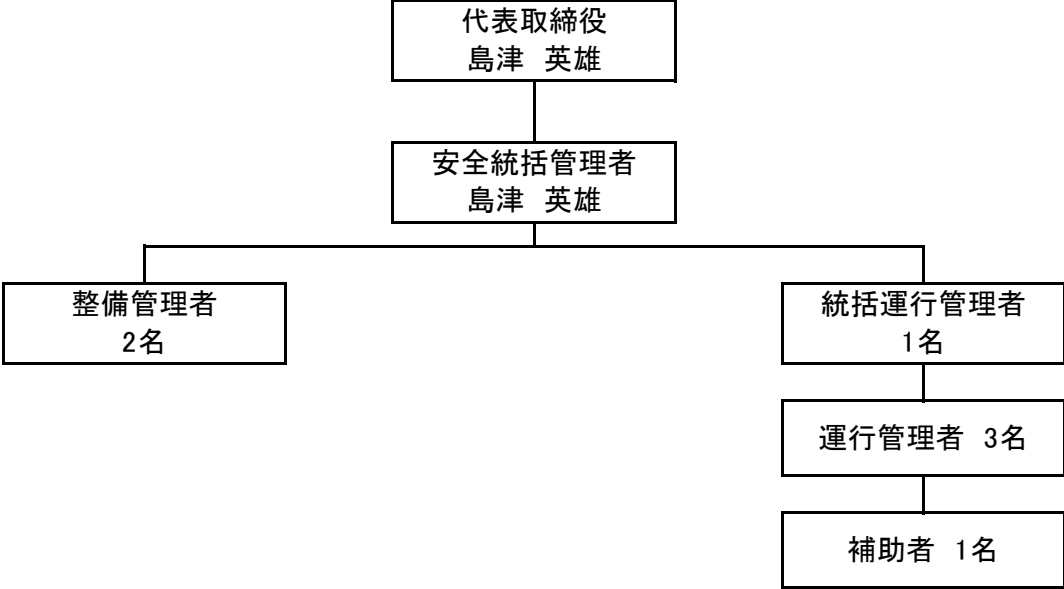 代表取締役
島津　英雄
安全統括管理者
島津　英雄
整備管理者
2名
統括運行管理者
1名
運行管理者　3名
補助者　1名